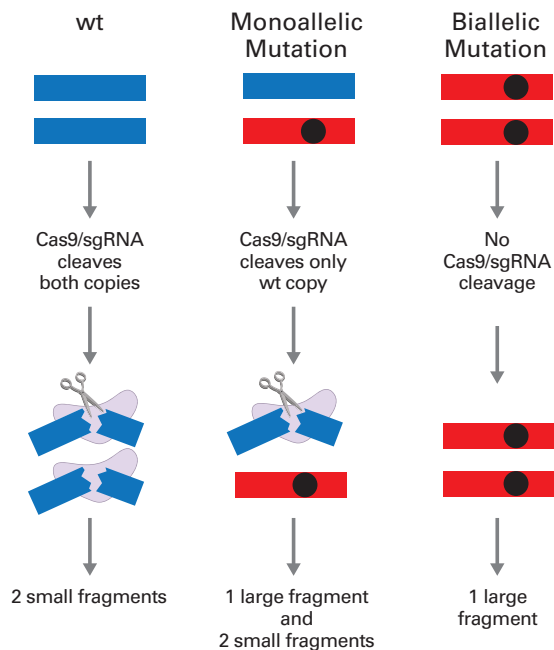 wt
Monoallelic
Mutation
Biallelic
Mutation
Cas9/sgRNA
cleaves
both copies
Cas9/sgRNA
cleaves only
wt copy
No
Cas9/sgRNA
cleavage
2 small fragments
1 large fragment
and
2 small fragments
1 large
fragment